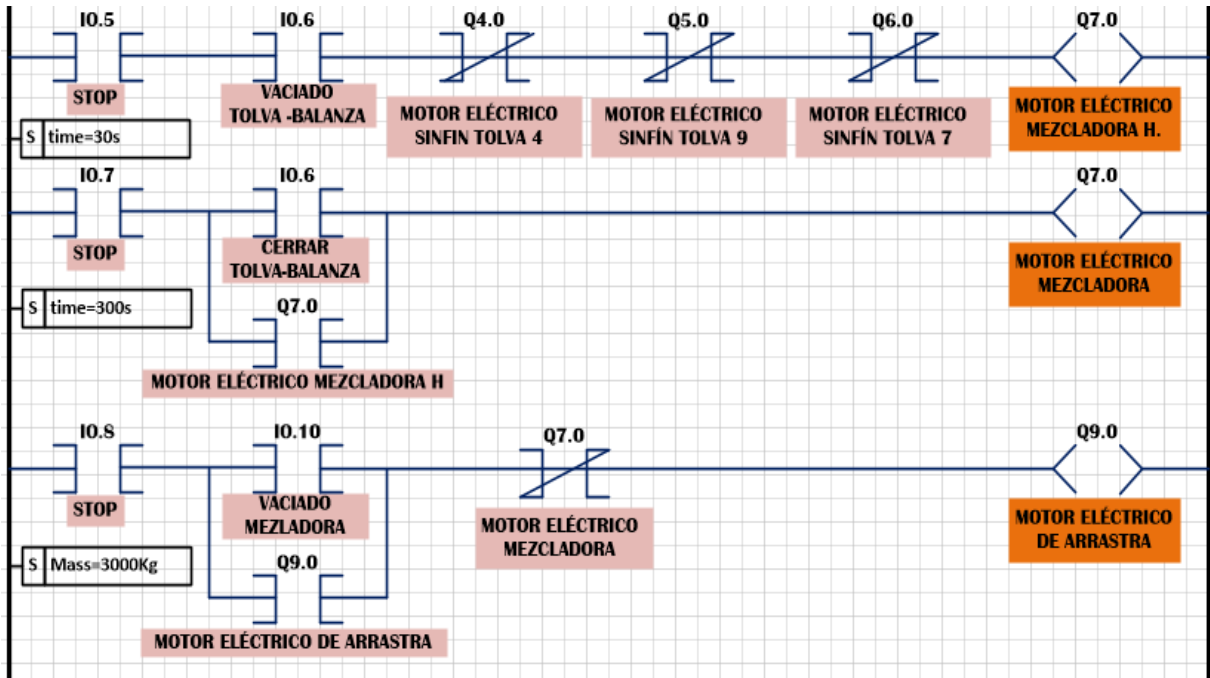 I0.5
I0.6
Q4.0
Q5.0
Q6.0
Q7.0
STOP
VACIADO
TOLVA -BALANZA
MOTOR ELÉCTRICO
SINFIN TOLVA 4
MOTOR ELÉCTRICO
SINFÍN TOLVA 9
MOTOR ELÉCTRICO
SINFÍN TOLVA 7
MOTOR ELÉCTRICO
MEZCLADORA H.
S time=30s
I0.7
I0.6
Q7.0
STOP
CERRAR
TOLVA-BALANZA
MOTOR ELÉCTRICO
MEZCLADORA
S time=300s
Q7.0
MOTOR ELÉCTRICO MEZCLADORA H
I0.8
I0.10
Q7.0
Q9.0
STOP
VACIADO
MEZLADORA
MOTOR ELÉCTRICO
MEZCLADORA
MOTOR ELÉCTRICO
DE ARRASTRA
S Mass=3000Kg
Q9.0
MOTOR ELÉCTRICO DE ARRASTRA